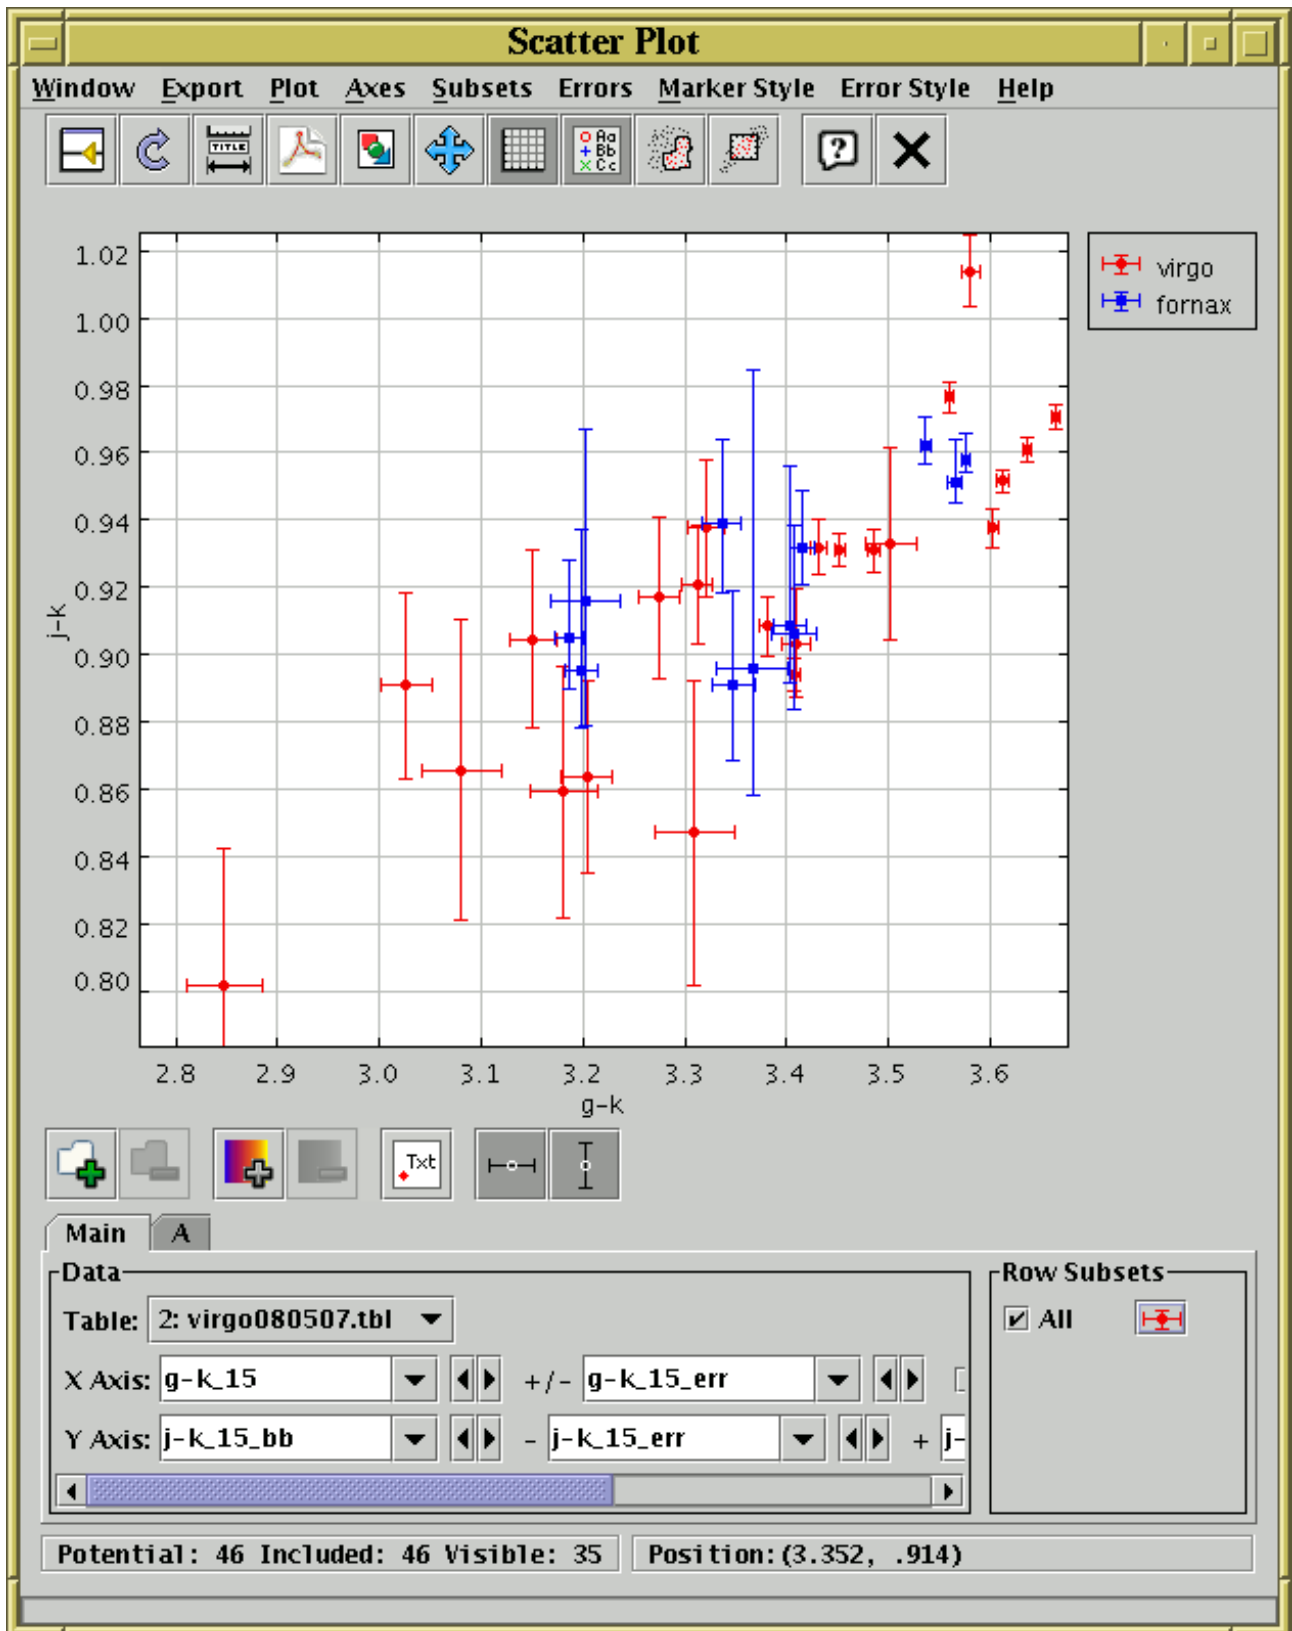 Scatter Plot
Window Export Plot Axes Subsets Errors Marker Style Error Style Help
TITLE
Aa
Bb
Cc
?
1.02
1.00
0.98
0.96
0.94
0.92
0.90
0.88
0.86
0.84
0.82
0.80
j-k
virgo
fornax
2.8 2.9 3.0 3.1 3.2 3.3 3.4 3.5 3.6
g-k
Txt
Main A
Data
Row Subsets
Table: 2: virgo080507.tbl
All
X Axis: g-k_15 +/- g-k_15_err
Y Axis: j-k_15_bb - j-k_15_err + j-
Potential: 46 Included: 46 Visible: 35
Position:(3.352, .914)